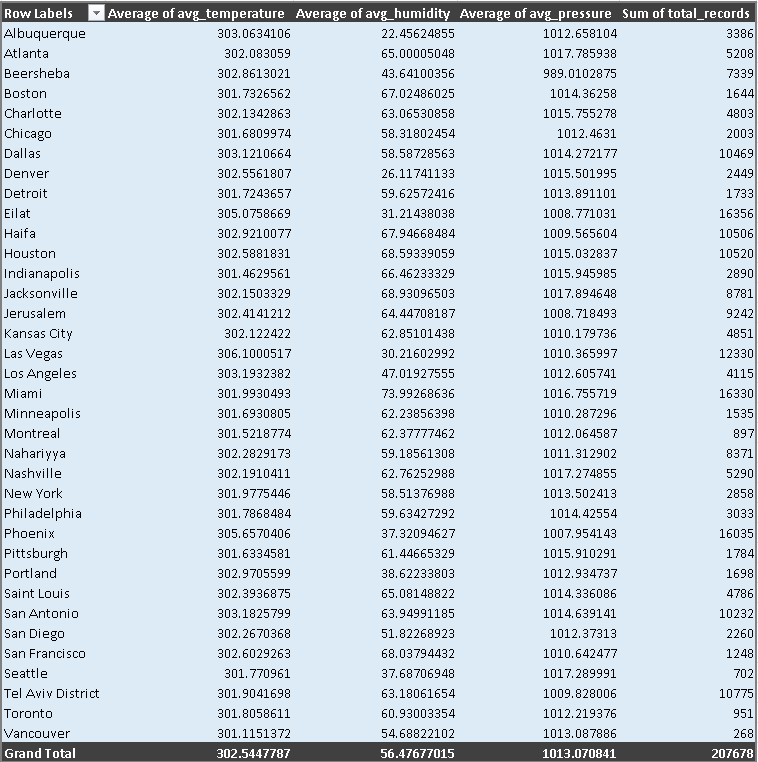 Row Labels Average of avg_temperature Average of avg_humidity Average of avg_pressure Sum of total_records
Albuquerque 303.0634106 22.45624855 1012.658104 3386
Atlanta 302.083059 65.00005048 1017.785938 5208
Beersheba 302.8613021 43.64100356 989.0102875 7339
Boston 301.7326562 67.02486025 1014.36258 1644
Charlotte 302.1342863 63.06530858 1015.755278 4803
Chicago 301.6809974 58.31802454 1012.4631 2003
Dallas 303.1210664 58.58728563 1014.272177 10469
Denver 302.5561807 26.11741133 1015.501995 2449
Detroit 301.7243657 59.62572416 1013.891101 1733
Eilat 305.0758669 31.21438038 1008.771031 16356
Haifa 302.9210077 67.94668484 1009.565604 10506
Houston 302.5881831 68.59339059 1015.032837 10520
Indianapolis 301.4629561 66.46233329 1015.945985 2890
Jacksonville 302.1503329 68.93096503 1017.894648 8781
Jerusalem 302.4141212 64.44708187 1008.718493 9242
Kansas City 302.122422 62.85101438 1010.179736 4851
Las Vegas 306.1000517 30.21602992 1010.365997 12330
Los Angeles 303.1932382 47.01927555 1012.605741 4115
Miami 301.9930493 73.99268636 1016.755719 16330
Minneapolis 301.6930805 62.23856398 1010.287296 1535
Montreal 301.5218774 62.37777462 1012.064587 897
Nahariyya 302.2829173 59.18561308 1011.312902 8371
Nashville 302.1910411 62.76252988 1017.274855 5290
New York 301.9775446 58.51376988 1013.502413 2858
Philadelphia 301.7868484 59.63427292 1014.42554 3033
Phoenix 305.6570406 37.32094627 1007.954143 16035
Pittsburgh 301.6334581 61.44665329 1015.910291 1784
Portland 302.9705599 38.62233803 1012.934737 1698
Saint Louis 302.3936875 65.08148822 1014.336086 4786
San Antonio 303.1825799 63.94991185 1014.639141 10232
San Diego 302.2670368 51.82268923 1012.37313 2260
San Francisco 302.6029263 68.03794432 1010.642477 1248
Seattle 301.770961 37.68706948 1017.289991 702
Tel Aviv District 301.9041698 63.18061654 1009.828006 10775
Toronto 301.8058611 60.93003354 1012.219376 951
Vancouver 301.1151372 54.68822102 1013.087886 268
Grand Total 302.5447787 56.47677015 1013.070841 207678